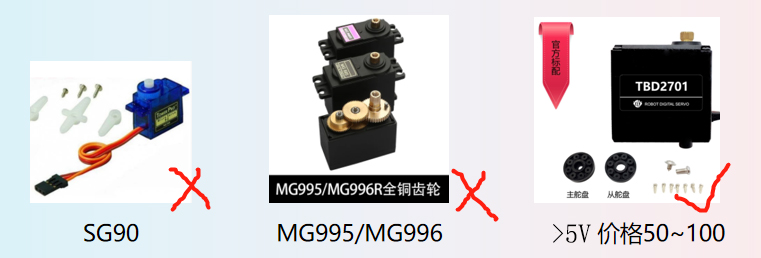 官方标配
TBD2701
ROBOT DIGITAL SERVO
主舵盘
从舵盘
MG995/MG996R全铜齿轮
SG90
MG995/MG996
>5V 价格50~100